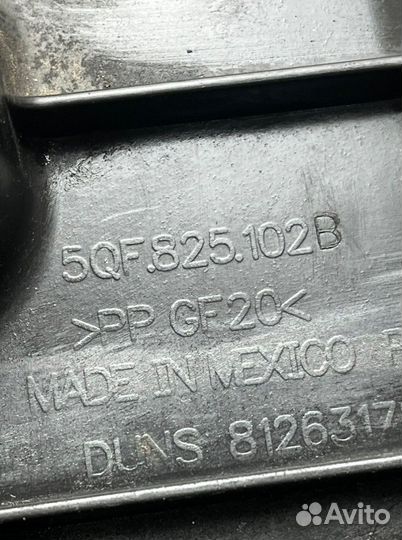 5QF.825.102B
>PP GF20<
MADE IN MEXICO
DUNS 8126317
Avito